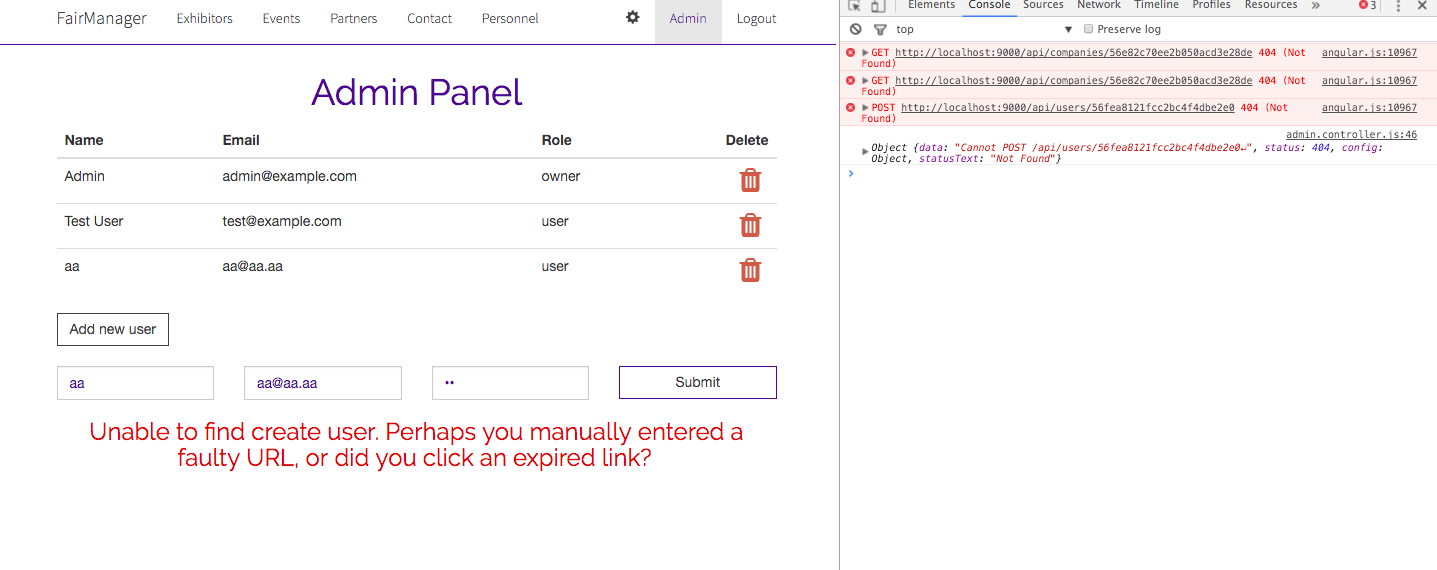 FairManager Exhibitors Events Partners Contact Personnel Admin Logout
Admin Panel
Name Email Role Delete
Admin admin@example.com owner
Test User test@example.com user
aa aa@aa.aa user
Add new user
aa aa@aa.aa •• Submit
Unable to find create user. Perhaps you manually entered a
faulty URL, or did you click an expired link?
Elements Console Sources Network Timeline Profiles Resources » 3
top Preserve log
GET http://localhost:9000/api/companies/56e82c70ee2b050acd3e28de 404 (Not angular.js:10967
Found)
GET http://localhost:9000/api/companies/56e82c70ee2b050acd3e28de 404 (Not angular.js:10967
Found)
POST http://localhost:9000/api/users/56fea8121fcc2bc4f4dbe2e0 404 (Not angular.js:10967
Found)
admin.controller.js:46
Object {data: "Cannot POST /api/users/56fea8121fcc2bc4f4dbe2e0↵", status: 404, config:
Object, statusText: "Not Found"}